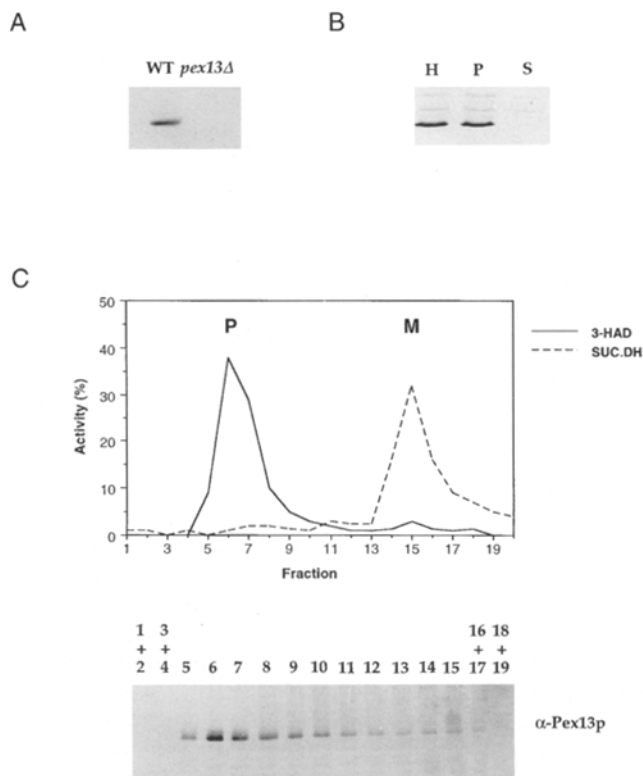 A
B
WT pex13Δ
H P S
C
50
40
30
20
10
0
Activity (%)
P
M
3-HAD
SUC.DH
1 3 5 7 9 11 13 15 17 19
Fraction
1 3 16 18
+ + + +
2 4 5 6 7 8 9 10 11 12 13 14 15 17 19
α-Pex13p